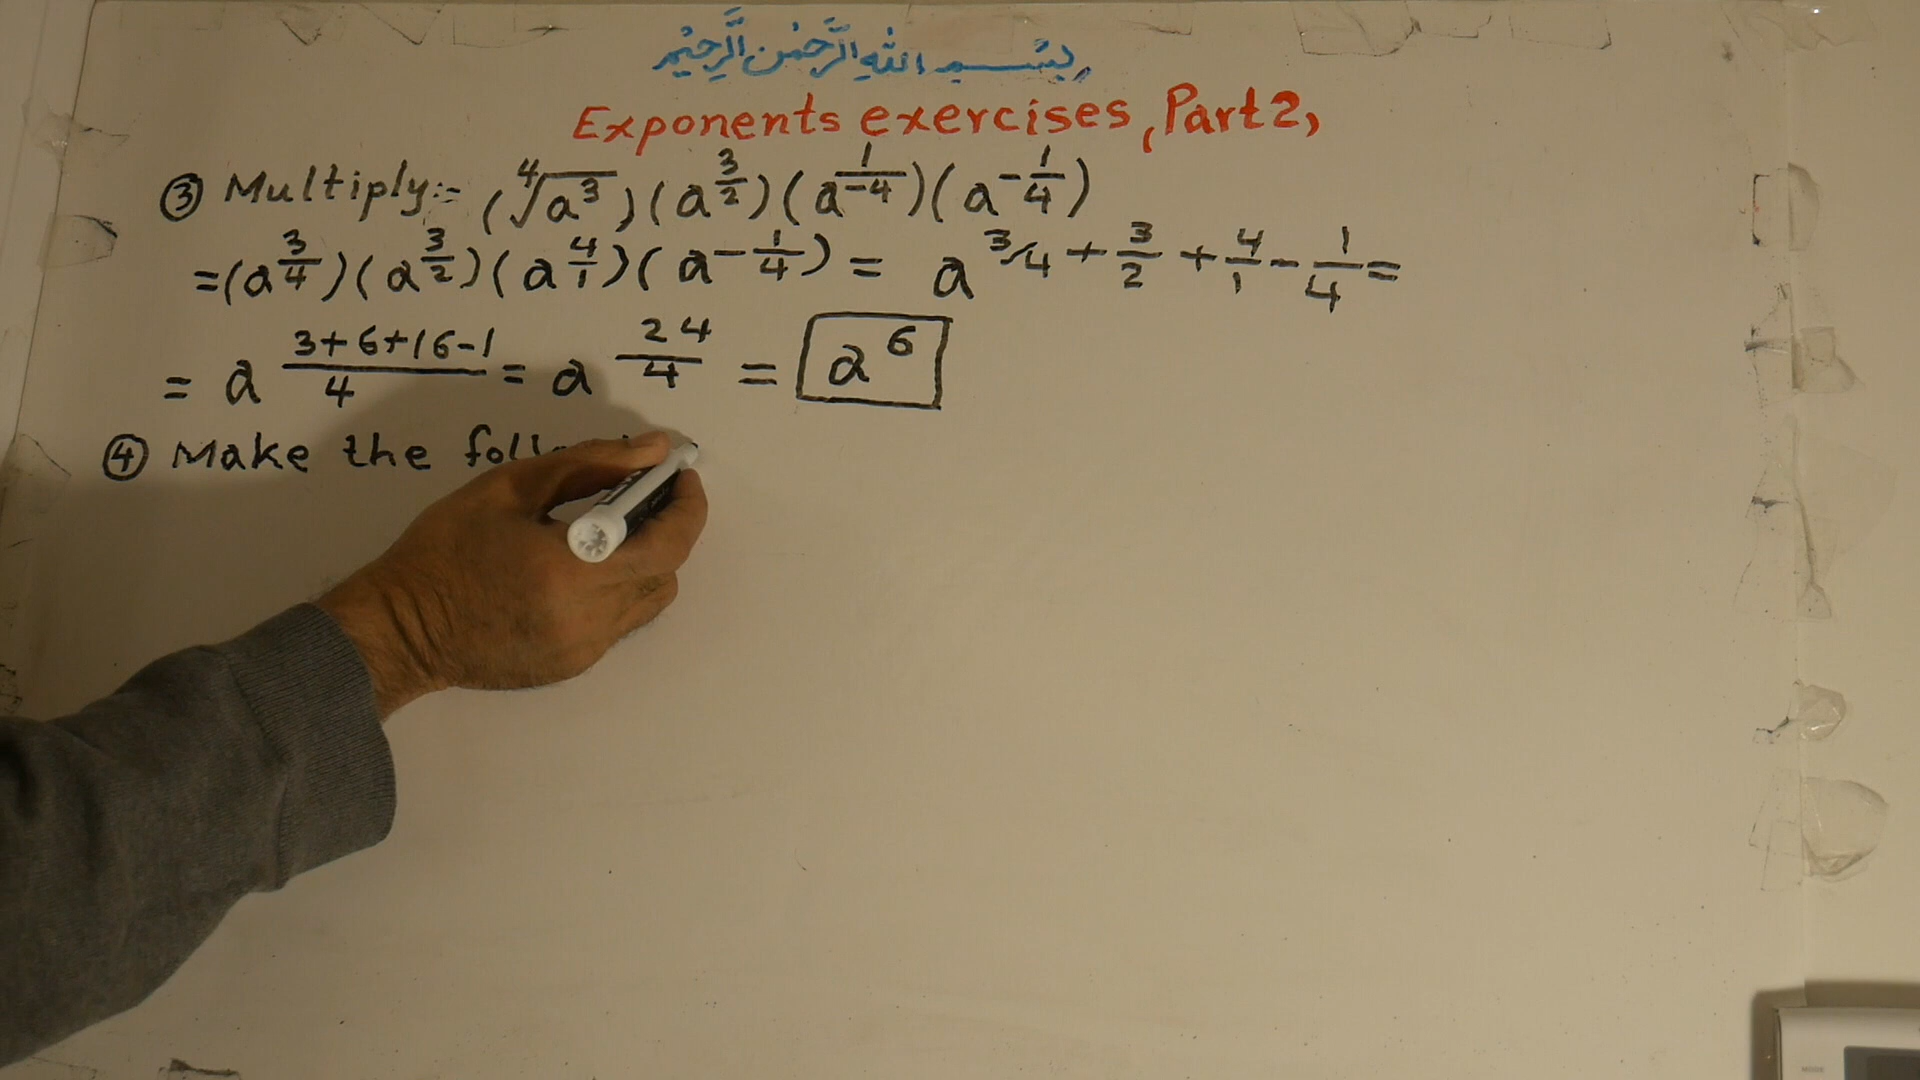 بِسْمِ اللهِ الرَّحْمٰنِ الرَّحِيْمِ
Exponents exercises, Part 2,
③ Multiply:- (⁴√a³)(a^(3/2))(a^(1/-4))(a^(-1/4))
=(a^(3/4))(a^(3/2))(a^(4/1))(a^(-1/4)) = a^(3/4 + 3/2 + 4/1 - 1/4) =
= a^((3+6+16-1)/4) = a^(24/4) = a^6
④ Make the